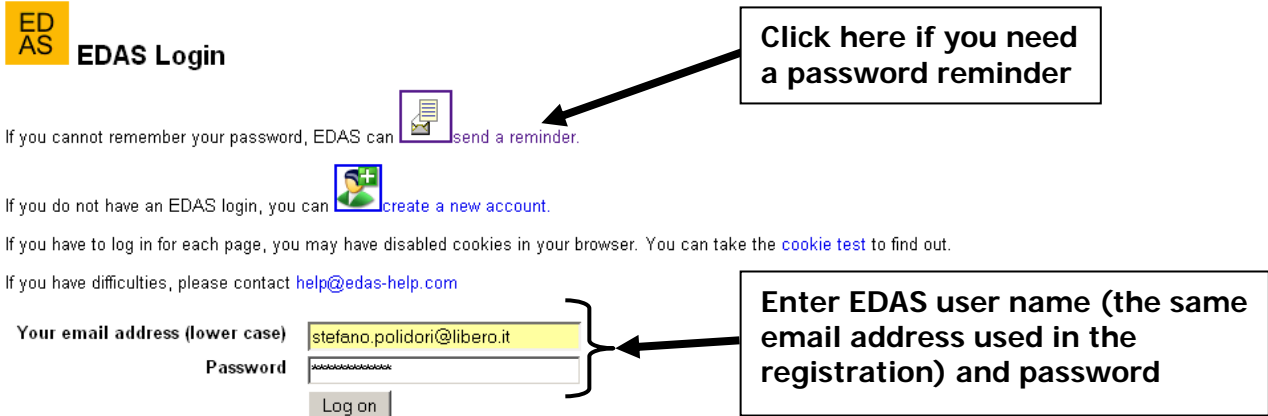 ED
AS
EDAS Login
Click here if you need
a password reminder
If you cannot remember your password, EDAS can send a reminder.
If you do not have an EDAS login, you can create a new account.
If you have to log in for each page, you may have disabled cookies in your browser. You can take the cookie test to find out.
If you have difficulties, please contact help@edas-help.com
Your email address (lower case) stefano.polidori@libero.it
Password *************
Log on
Enter EDAS user name (the same
email address used in the
registration) and password